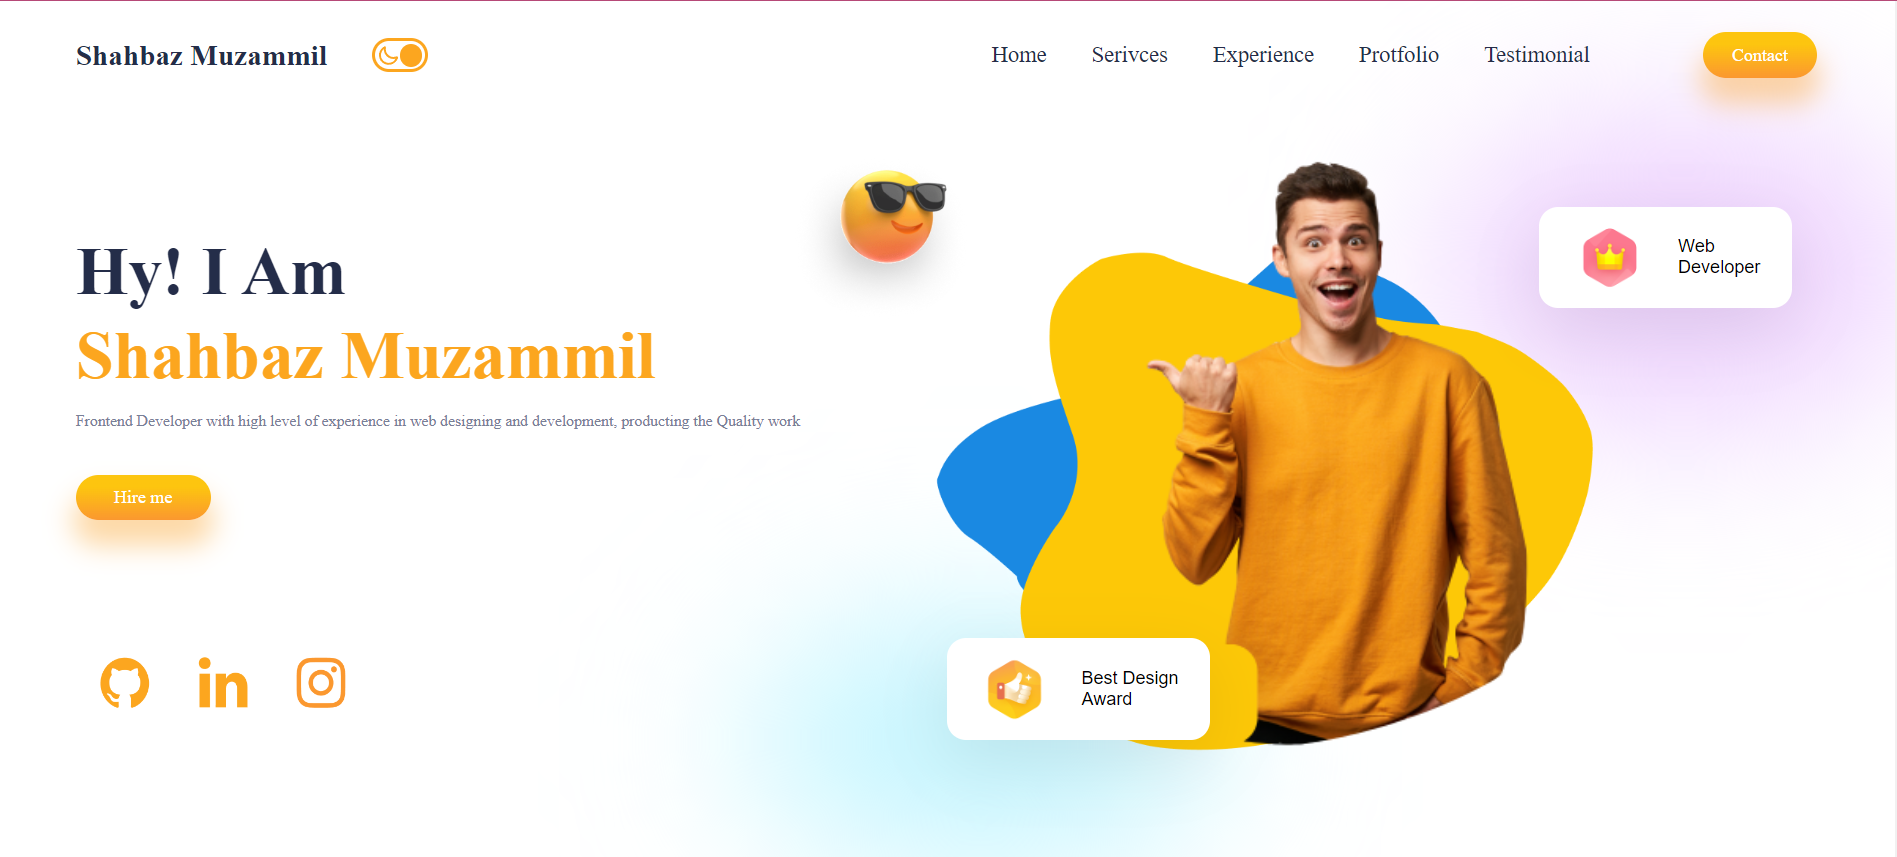 Shahbaz Muzammil
Home Serivces Experience Protfolio Testimonial Contact
Hy! I Am
Shahbaz Muzammil
Frontend Developer with high level of experience in web designing and development, producting the Quality work
Hire me
Web
Developer
Best Design
Award